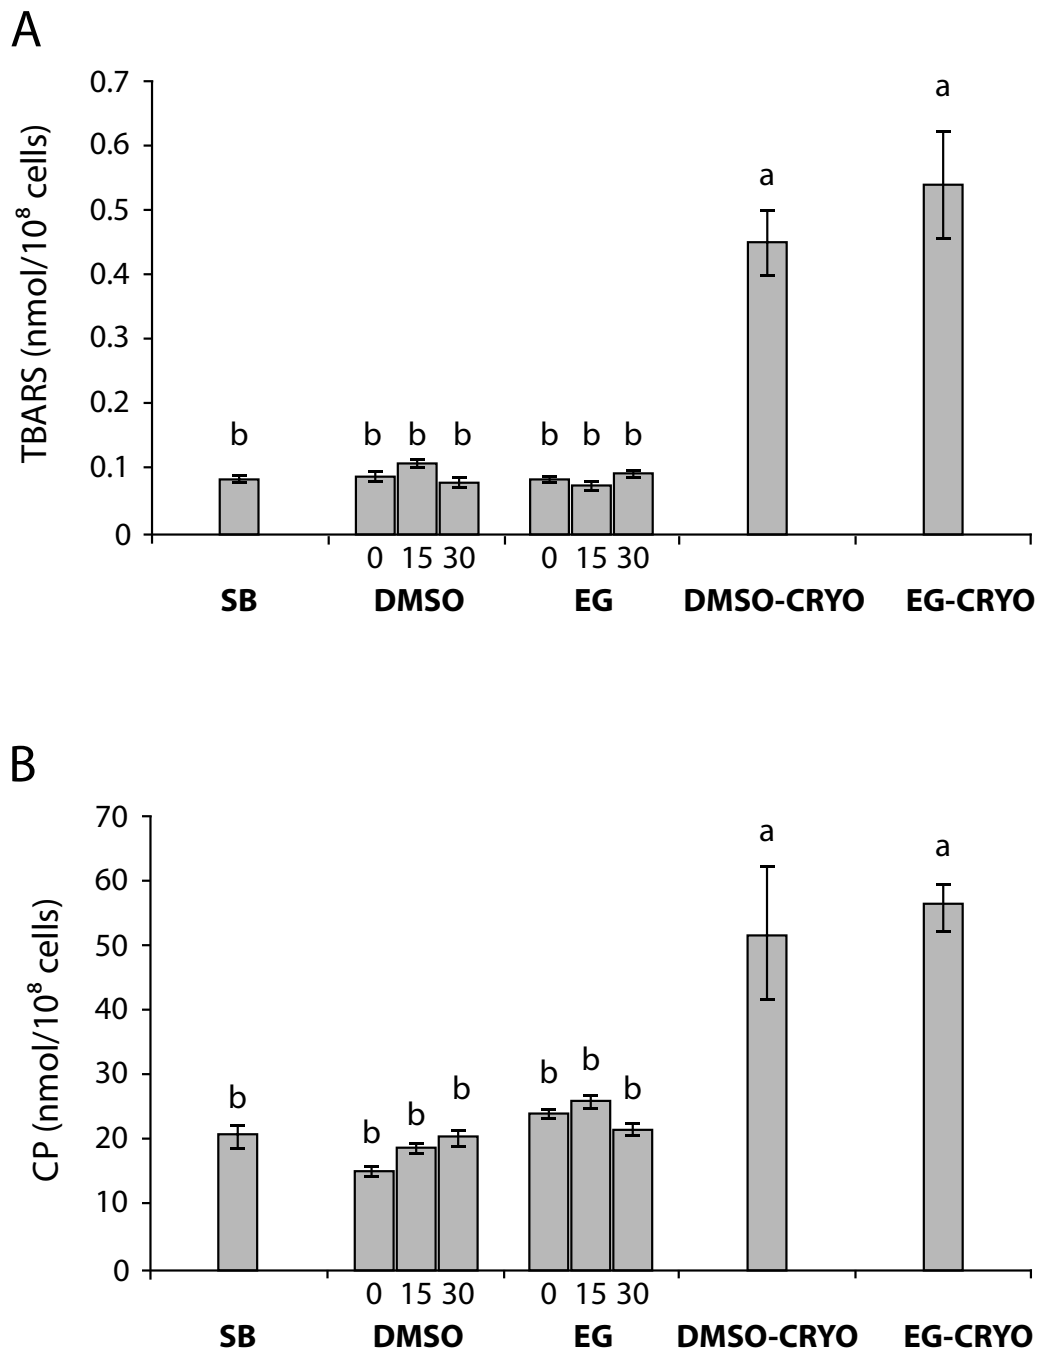 A
TBARS (nmol/10⁸ cells)
0.7
0.6
0.5
0.4
0.3
0.2
0.1
0
b
b b b
b b b
a
a
0 15 30
0 15 30
SB DMSO EG DMSO-CRYO EG-CRYO
B
CP (nmol/10⁸ cells)
70
60
50
40
30
20
10
0
b
b b b
b b b
a
a
0 15 30
0 15 30
SB DMSO EG DMSO-CRYO EG-CRYO